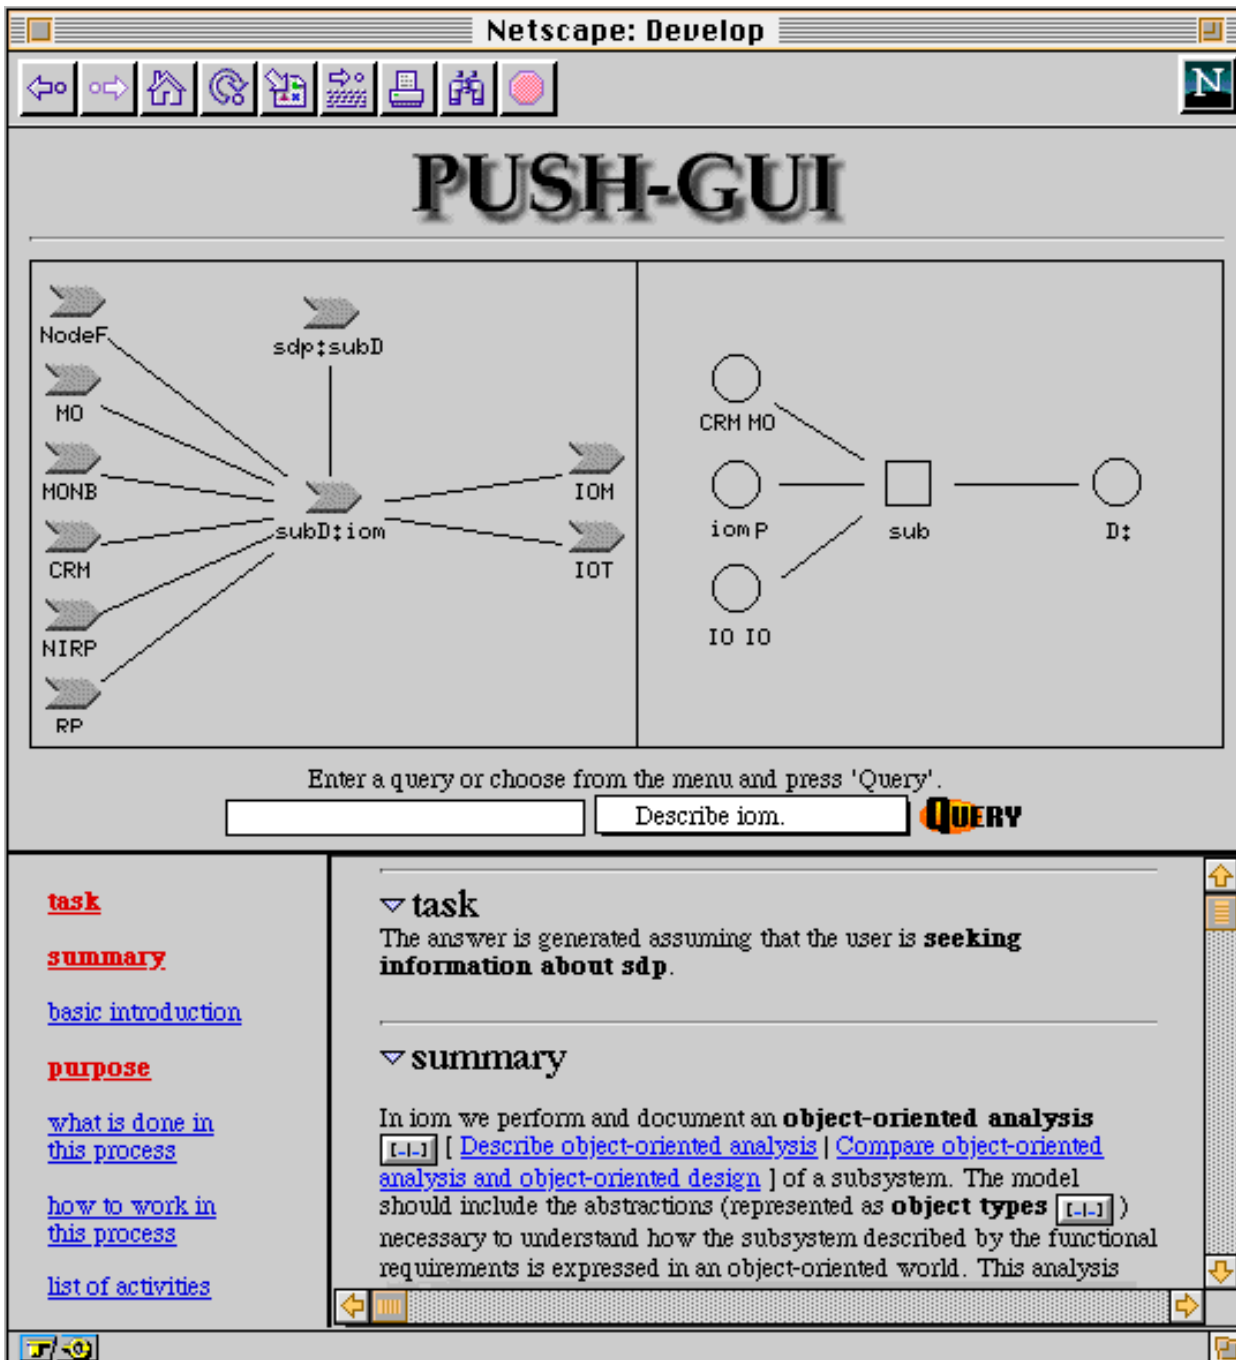 Netscape: Develop
N
PUSH-GUI
NodeF
sdp:subD
MO
CRM MO
MONB
IOM
subD:iom
iom P
sub
D:
CRM
IOT
NIRP
IO IO
RP
Enter a query or choose from the menu and press 'Query'.
Describe iom.
QUERY
task
summary
basic introduction
purpose
what is done in
this process
how to work in
this process
list of activities
task
The answer is generated assuming that the user is seeking
information about sdp.
summary
In iom we perform and document an object-oriented analysis
[-|-] [ Describe object-oriented analysis | Compare object-oriented
analysis and object-oriented design ] of a subsystem. The model
should include the abstractions (represented as object types [-|-] )
necessary to understand how the subsystem described by the functional
requirements is expressed in an object-oriented world. This analysis